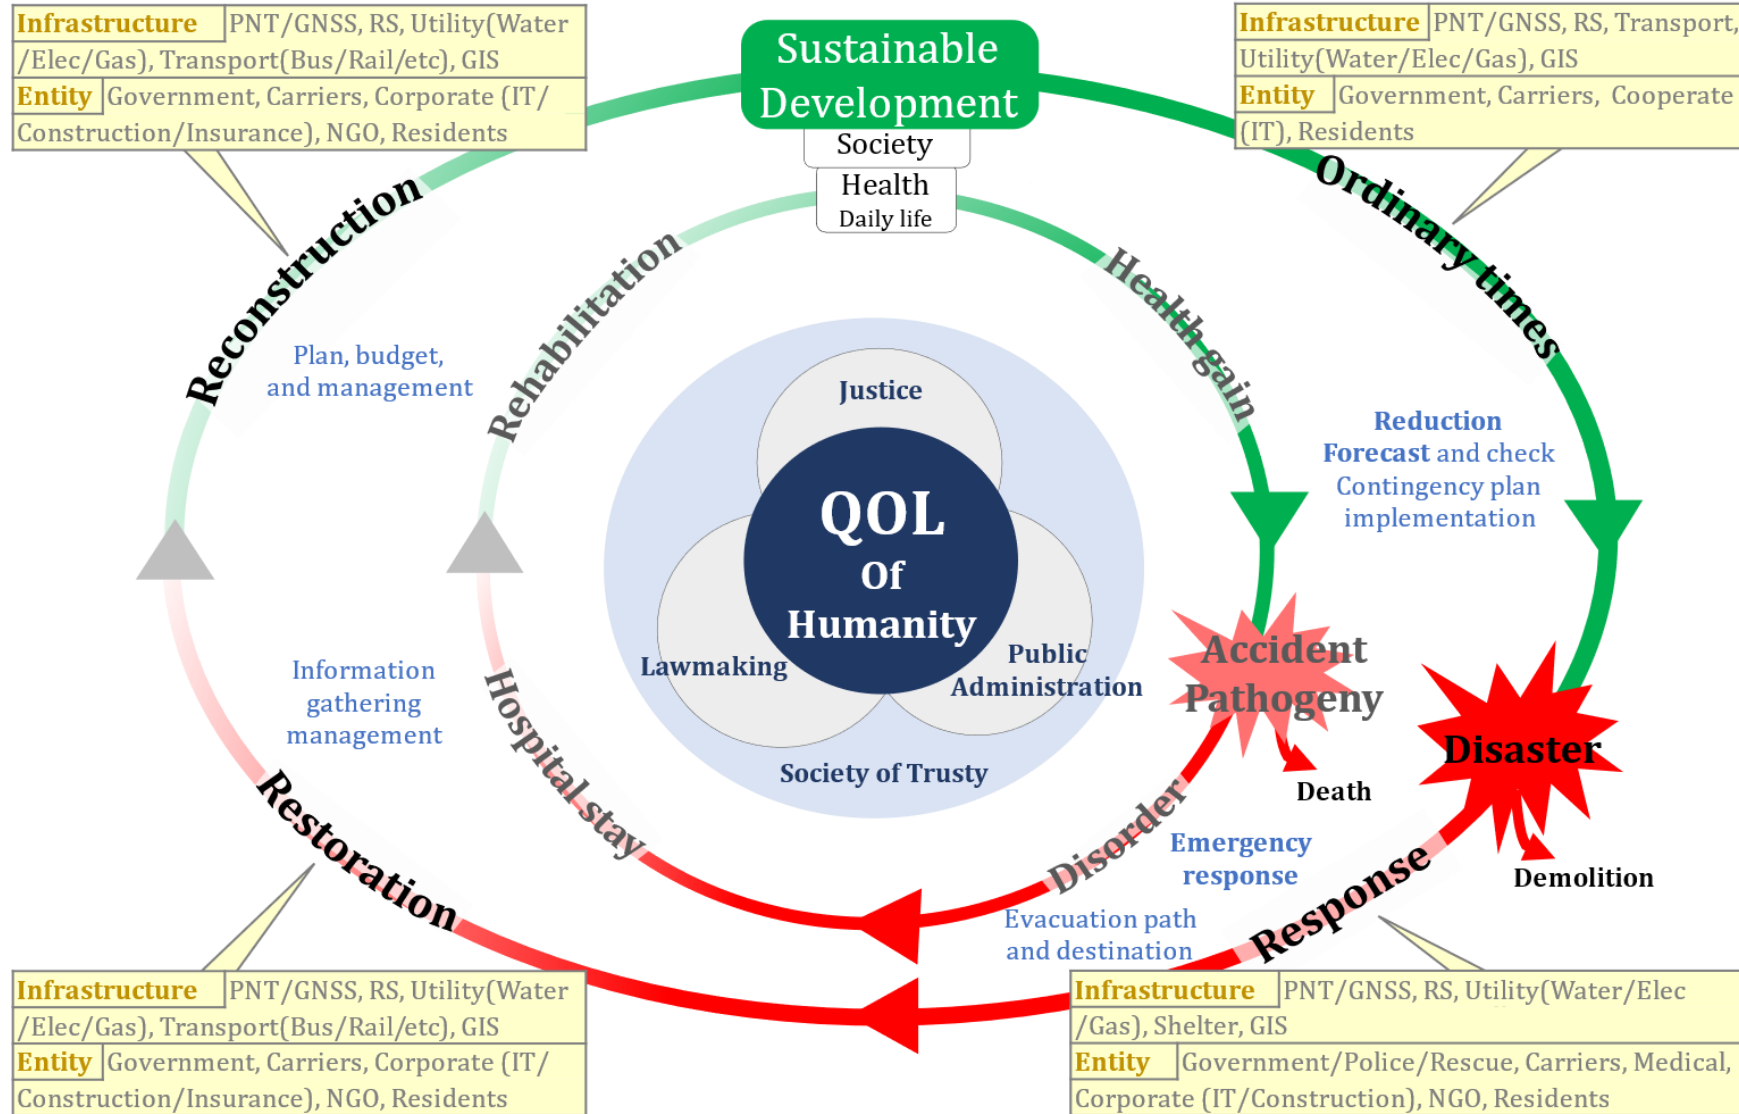 Infrastructure PNT/GNSS, RS, Utility(Water
/Elec/Gas), Transport(Bus/Rail/etc), GIS
Entity Government, Carriers, Corporate (IT/
Construction/Insurance), NGO, Residents
Sustainable
Development
Society
Health
Daily life
Infrastructure PNT/GNSS, RS, Transport,
Utility(Water/Elec/Gas), GIS
Entity Government, Carriers, Cooperate
(IT), Residents
Reconstruction
Ordinary times
Rehabilitation
Health gain
Plan, budget,
and management
Justice
QOL
Of
Humanity
Lawmaking
Public
Administration
Society of Trusty
Reduction
Forecast and check
Contingency plan
implementation
Accident
Pathogeny
Disaster
Death
Demolition
Information
gathering
management
Hospital stay
Disorder
Emergency
response
Evacuation path
and destination
Restoration
Response
Infrastructure PNT/GNSS, RS, Utility(Water
/Elec/Gas), Transport(Bus/Rail/etc), GIS
Entity Government, Carriers, Corporate (IT/
Construction/Insurance), NGO, Residents
Infrastructure PNT/GNSS, RS, Utility(Water/Elec
/Gas), Shelter, GIS
Entity Government/Police/Rescue, Carriers, Medical,
Corporate (IT/Construction), NGO, Residents